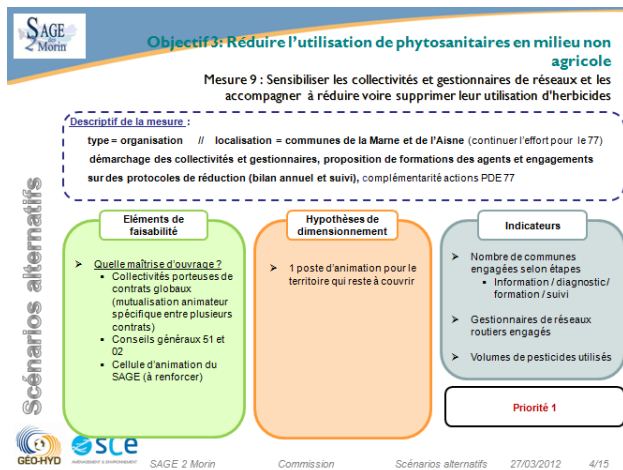 SAGE
des
2 Morin
Objectif 3: Réduire l'utilisation de phytosanitaires en milieu non
agricole
Mesure 9 : Sensibiliser les collectivités et gestionnaires de réseaux et les
accompagner à réduire voire supprimer leur utilisation d'herbicides
Descriptif de la mesure :
type = organisation // localisation = communes de la Marne et de l'Aisne (continuer l'effort pour le 77)
démarchage des collectivités et gestionnaires, proposition de formations des agents et engagements
sur des protocoles de réduction (bilan annuel et suivi), complémentarité actions PDE 77
Scénarios alternatifs
Eléments de
faisabilité
➤ Quelle maîtrise d'ouvrage ?
▪ Collectivités porteuses de
contrats globaux
(mutualisation animateur
spécifique entre plusieurs
contrats)
▪ Conseils généraux 51 et
02
▪ Cellule d'animation du
SAGE (à renforcer)
Hypothèses de
dimensionnement
➤ 1 poste d'animation pour le
territoire qui reste à couvrir
Indicateurs
➤ Nombre de communes
engagées selon étapes
▪ Information / diagnostic /
formation / suivi
➤ Gestionnaires de réseaux
routiers engagés
➤ Volumes de pesticides utilisés
Priorité 1
GÉO-HYD
sce
AMÉNAGEMENT & ENVIRONNEMENT
SAGE 2 Morin Commission Scénarios alternatifs 27/03/2012 4/15